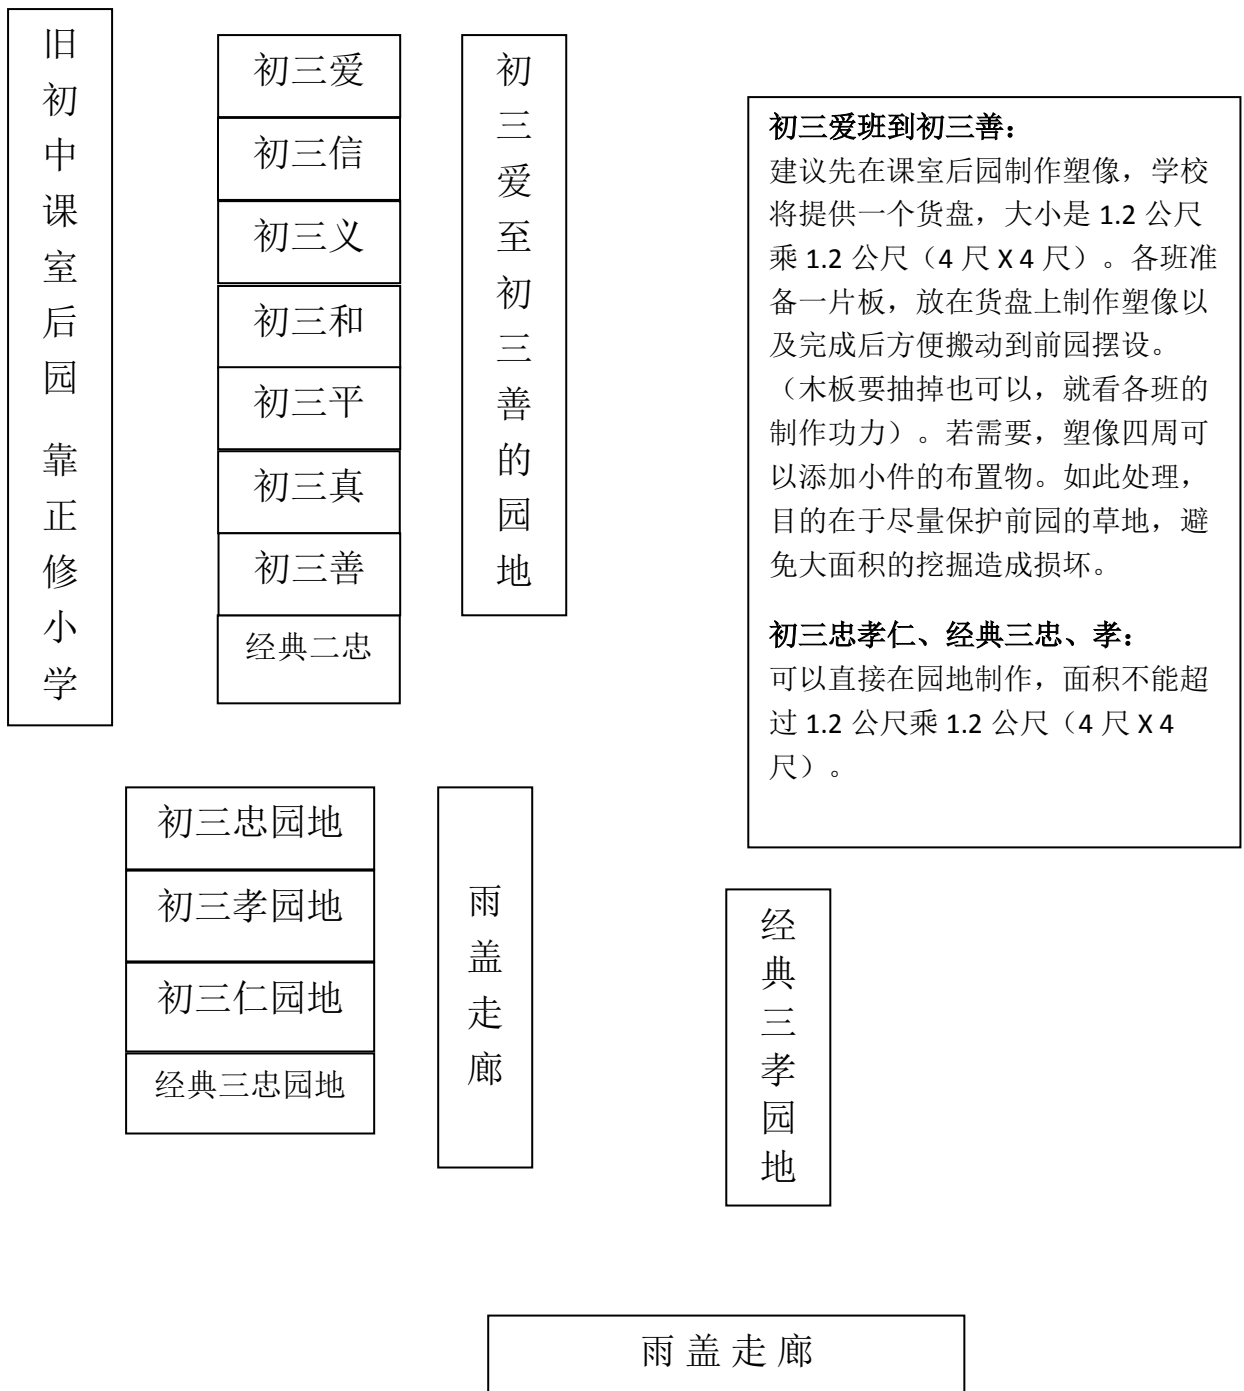 旧初中课室后园 靠正修小学
初三爱
初三信
初三义
初三和
初三平
初三真
初三善
经典二忠
初三爱至初三善的园地
初三爱班到初三善：
建议先在课室后园制作塑像，学校
将提供一个货盘，大小是 1.2 公尺
乘 1.2 公尺（4 尺 X 4 尺）。各班准
备一片板，放在货盘上制作塑像以
及完成后方便搬动到前园摆设。
（木板要抽掉也可以，就看各班的
制作功力）。若需要，塑像四周可
以添加小件的布置物。如此处理，
目的在于尽量保护前园的草地，避
免大面积的挖掘造成损坏。
初三忠孝仁、经典三忠、孝：
可以直接在园地制作，面积不能超
过 1.2 公尺乘 1.2 公尺（4 尺 X 4
尺）。
初三忠园地
初三孝园地
初三仁园地
经典三忠园地
雨盖走廊
经典三孝园地
雨盖走廊